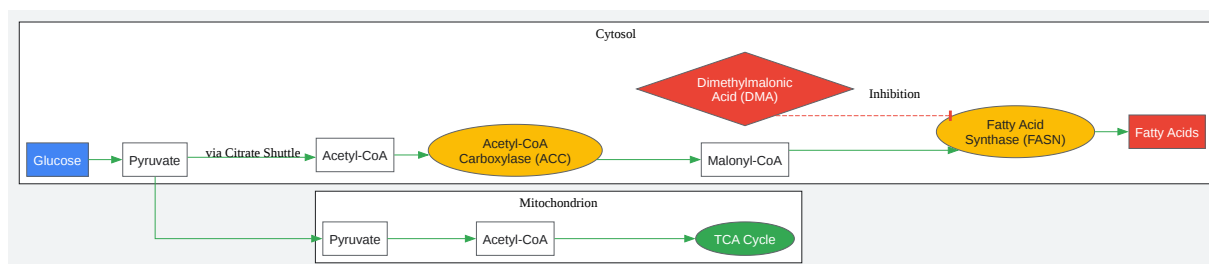 Cytosol
Dimethylmalonic
Acid (DMA)
Inhibition
Fatty Acid
Synthase (FASN)
Fatty Acids
Glucose
Pyruvate
via Citrate Shuttle
Acetyl-CoA
Acetyl-CoA
Carboxylase (ACC)
Malonyl-CoA
Mitochondrion
Pyruvate
Acetyl-CoA
TCA Cycle